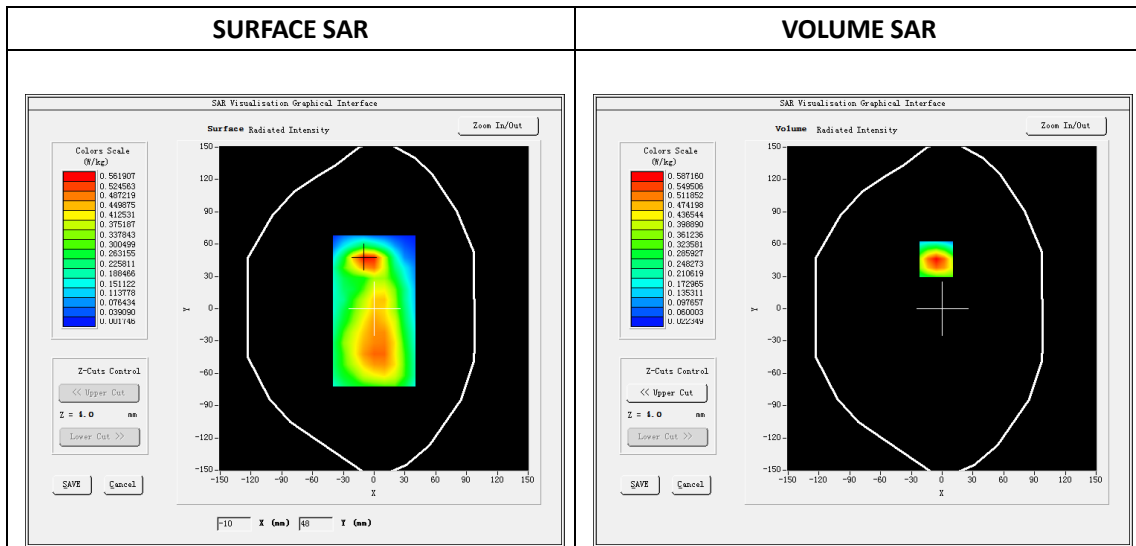 SURFACE SAR
VOLUME SAR
SAR Visualisation Graphical Interface
Surface Radiated Intensity
Zoom In/Out
Colors Scale
(W/kg)
0.561907
0.524563
0.487219
0.449875
0.412531
0.375187
0.337843
0.300499
0.263155
0.225811
0.188466
0.151122
0.113778
0.076434
0.039090
0.001746
150
120
90
60
30
0
-30
-60
-90
-120
-150
Y
-150 -120 -90 -60 -30 0 30 60 90 120 150
X
Z-Cuts Control
<< Upper Cut
Z = 4.0 mm
Lower Cut >>
SAVE Cancel
-10 X (mm) 48 Y (mm)
SAR Visualisation Graphical Interface
Volume Radiated Intensity
Zoom In/Out
Colors Scale
(W/kg)
0.587160
0.549506
0.511852
0.474198
0.436544
0.398890
0.361236
0.323581
0.285927
0.248273
0.210619
0.172965
0.135311
0.097657
0.060003
0.022349
150
120
90
60
30
0
-30
-60
-90
-120
-150
Y
-150 -120 -90 -60 -30 0 30 60 90 120 150
X
Z-Cuts Control
<< Upper Cut
Z = 4.0 mm
Lower Cut >>
SAVE Cancel